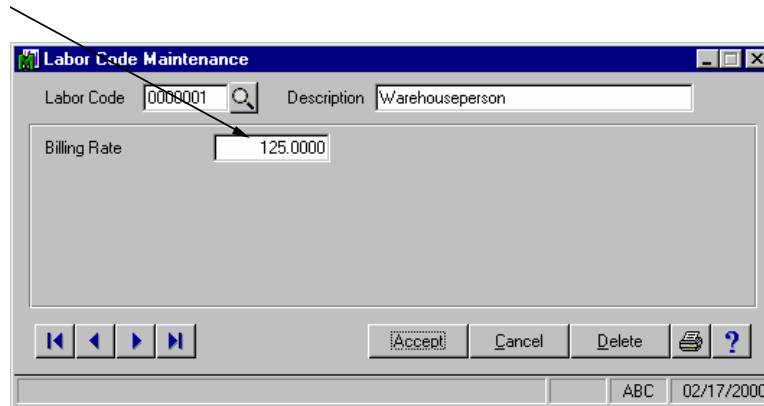 Labor Code Maintenance
Labor Code 0000001 Description Warehouseperson
Billing Rate 125.0000
Accept Cancel Delete ?
ABC 02/17/2000